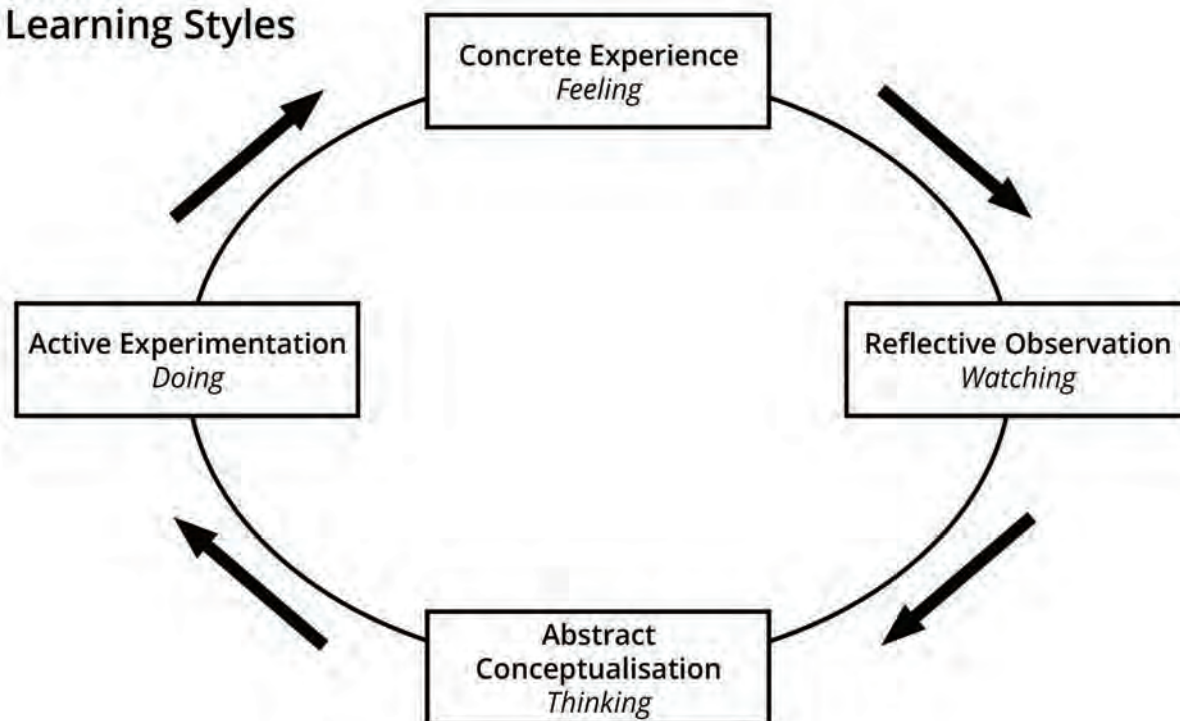 Learning Styles
Concrete Experience
Feeling
Active Experimentation
Doing
Reflective Observation
Watching
Abstract
Conceptualisation
Thinking